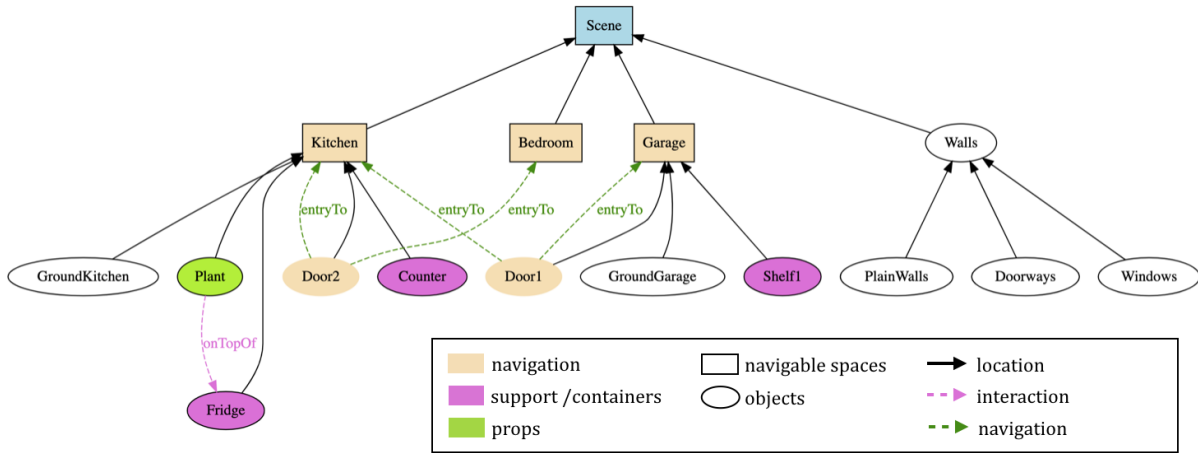 Scene
Kitchen
Bedroom
Garage
Walls
entryTo
entryTo
entryTo
entryTo
GroundKitchen
Plant
Door2
Counter
Door1
GroundGarage
Shelf1
PlainWalls
Doorways
Windows
onTopOf
Fridge
navigation
navigable spaces
location
support /containers
objects
interaction
props
navigation